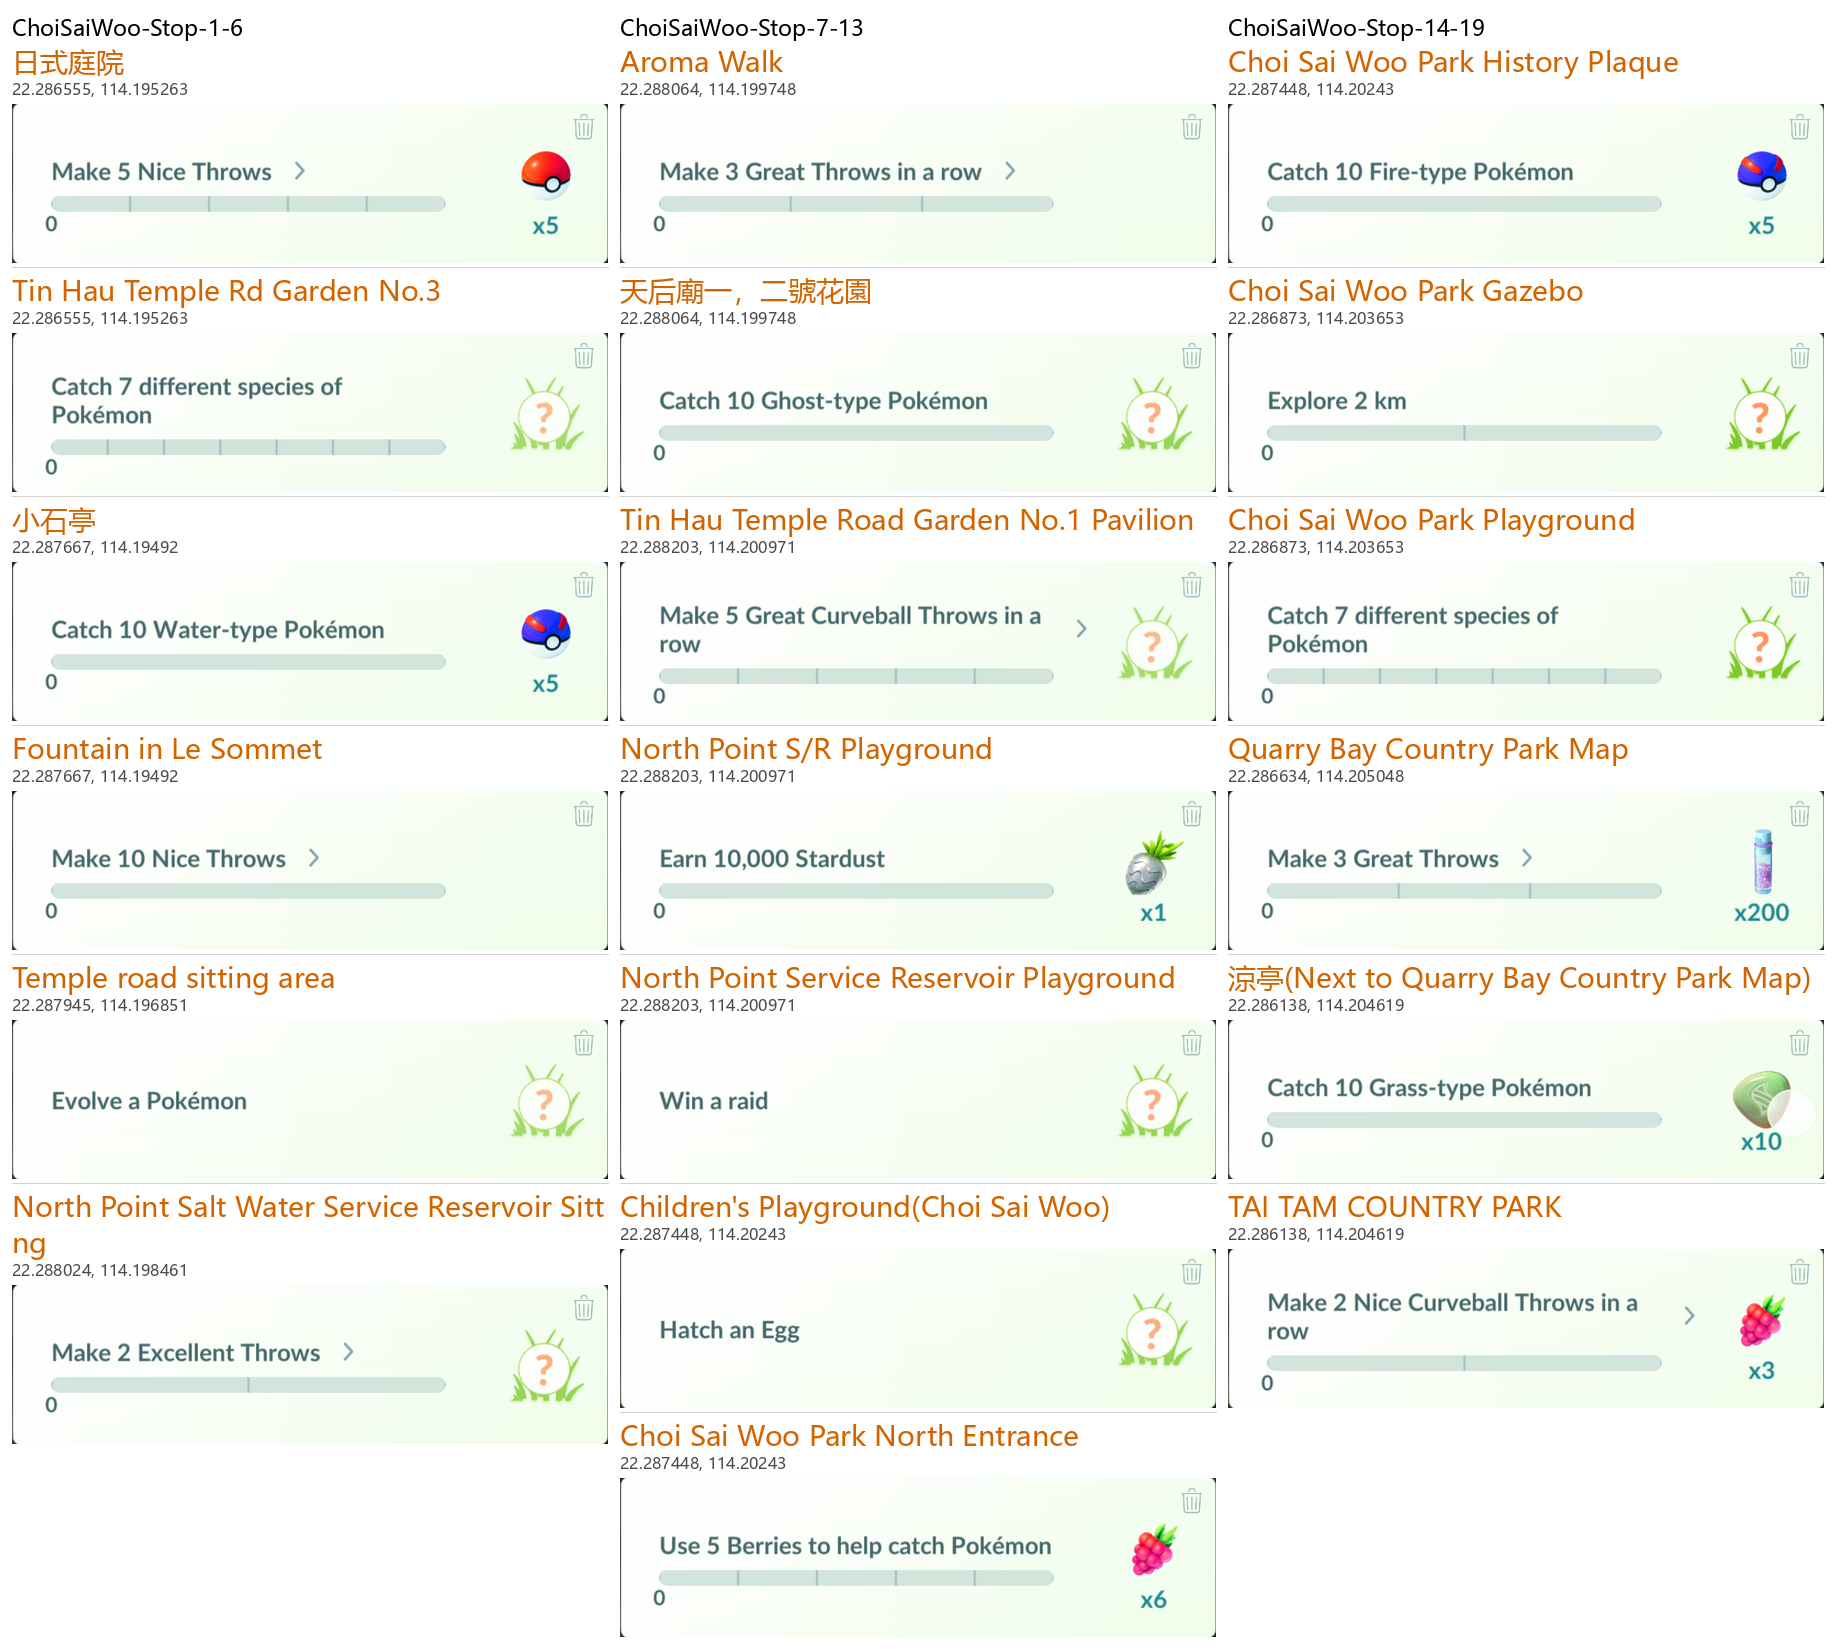 ChoiSaiWoo-Stop-1-6
日式庭院
22.286555, 114.195263
Make 5 Nice Throws
0
x5
Tin Hau Temple Rd Garden No.3
22.286555, 114.195263
Catch 7 different species of
Pokémon
?
0
小石亭
22.287667, 114.19492
Catch 10 Water-type Pokémon
0
x5
Fountain in Le Sommet
22.287667, 114.19492
Make 10 Nice Throws
0
Temple road sitting area
22.287945, 114.196851
Evolve a Pokémon
?
North Point Salt Water Service Reservoir Sitt
ng
22.288024, 114.198461
Make 2 Excellent Throws
?
0
ChoiSaiWoo-Stop-7-13
Aroma Walk
22.288064, 114.199748
Make 3 Great Throws in a row
0
天后廟一，二號花園
22.288064, 114.199748
Catch 10 Ghost-type Pokémon
?
0
Tin Hau Temple Road Garden No.1 Pavilion
22.288203, 114.200971
Make 5 Great Curveball Throws in a
row
?
0
North Point S/R Playground
22.288203, 114.200971
Earn 10,000 Stardust
0
x1
North Point Service Reservoir Playground
22.288203, 114.200971
Win a raid
?
Children's Playground(Choi Sai Woo)
22.287448, 114.20243
Hatch an Egg
?
Choi Sai Woo Park North Entrance
22.287448, 114.20243
Use 5 Berries to help catch Pokémon
0
x6
ChoiSaiWoo-Stop-14-19
Choi Sai Woo Park History Plaque
22.287448, 114.20243
Catch 10 Fire-type Pokémon
0
x5
Choi Sai Woo Park Gazebo
22.286873, 114.203653
Explore 2 km
?
0
Choi Sai Woo Park Playground
22.286873, 114.203653
Catch 7 different species of
Pokémon
?
0
Quarry Bay Country Park Map
22.286634, 114.205048
Make 3 Great Throws
0
x200
涼亭(Next to Quarry Bay Country Park Map)
22.286138, 114.204619
Catch 10 Grass-type Pokémon
0
x10
TAI TAM COUNTRY PARK
22.286138, 114.204619
Make 2 Nice Curveball Throws in a
row
0
x3